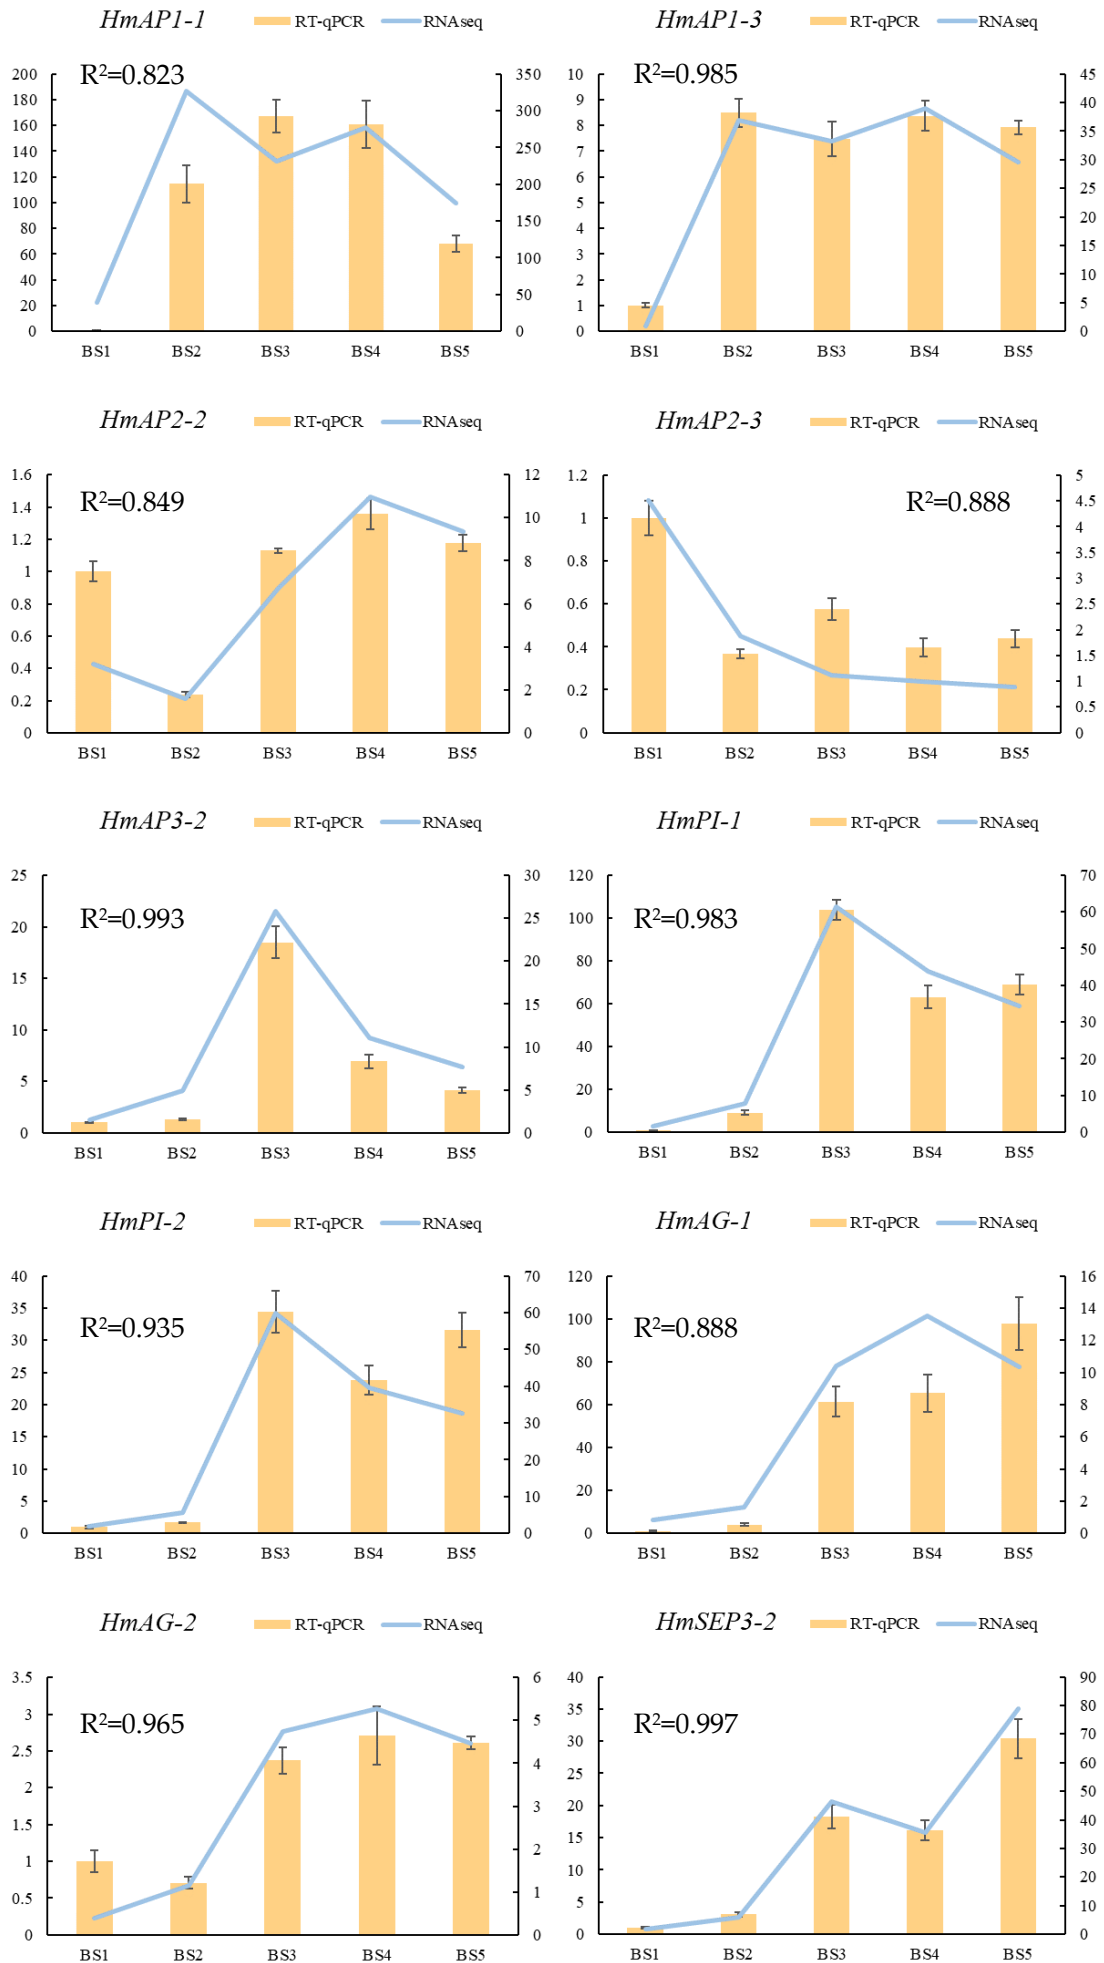 HmAP1-1 RT-qPCR RNAseq
R²=0.823
200 180 160 140 120 100 80 60 40 20 0
350 300 250 200 150 100 50 0
BS1 BS2 BS3 BS4 BS5
HmAP1-3 RT-qPCR RNAseq
R²=0.985
10 9 8 7 6 5 4 3 2 1 0
45 40 35 30 25 20 15 10 5 0
BS1 BS2 BS3 BS4 BS5
HmAP2-2 RT-qPCR RNAseq
R²=0.849
1.6 1.4 1.2 1 0.8 0.6 0.4 0.2 0
12 10 8 6 4 2 0
BS1 BS2 BS3 BS4 BS5
HmAP2-3 RT-qPCR RNAseq
R²=0.888
1.2 1 0.8 0.6 0.4 0.2 0
5 4.5 4 3.5 3 2.5 2 1.5 1 0.5 0
BS1 BS2 BS3 BS4 BS5
HmAP3-2 RT-qPCR RNAseq
R²=0.993
25 20 15 10 5 0
30 25 20 15 10 5 0
BS1 BS2 BS3 BS4 BS5
HmPI-1 RT-qPCR RNAseq
R²=0.983
120 100 80 60 40 20 0
70 60 50 40 30 20 10 0
BS1 BS2 BS3 BS4 BS5
HmPI-2 RT-qPCR RNAseq
R²=0.935
40 35 30 25 20 15 10 5 0
70 60 50 40 30 20 10 0
BS1 BS2 BS3 BS4 BS5
HmAG-1 RT-qPCR RNAseq
R²=0.888
120 100 80 60 40 20 0
16 14 12 10 8 6 4 2 0
BS1 BS2 BS3 BS4 BS5
HmAG-2 RT-qPCR RNAseq
R²=0.965
3.5 3 2.5 2 1.5 1 0.5 0
6 5 4 3 2 1 0
BS1 BS2 BS3 BS4 BS5
HmSEP3-2 RT-qPCR RNAseq
R²=0.997
40 35 30 25 20 15 10 5 0
90 80 70 60 50 40 30 20 10 0
BS1 BS2 BS3 BS4 BS5